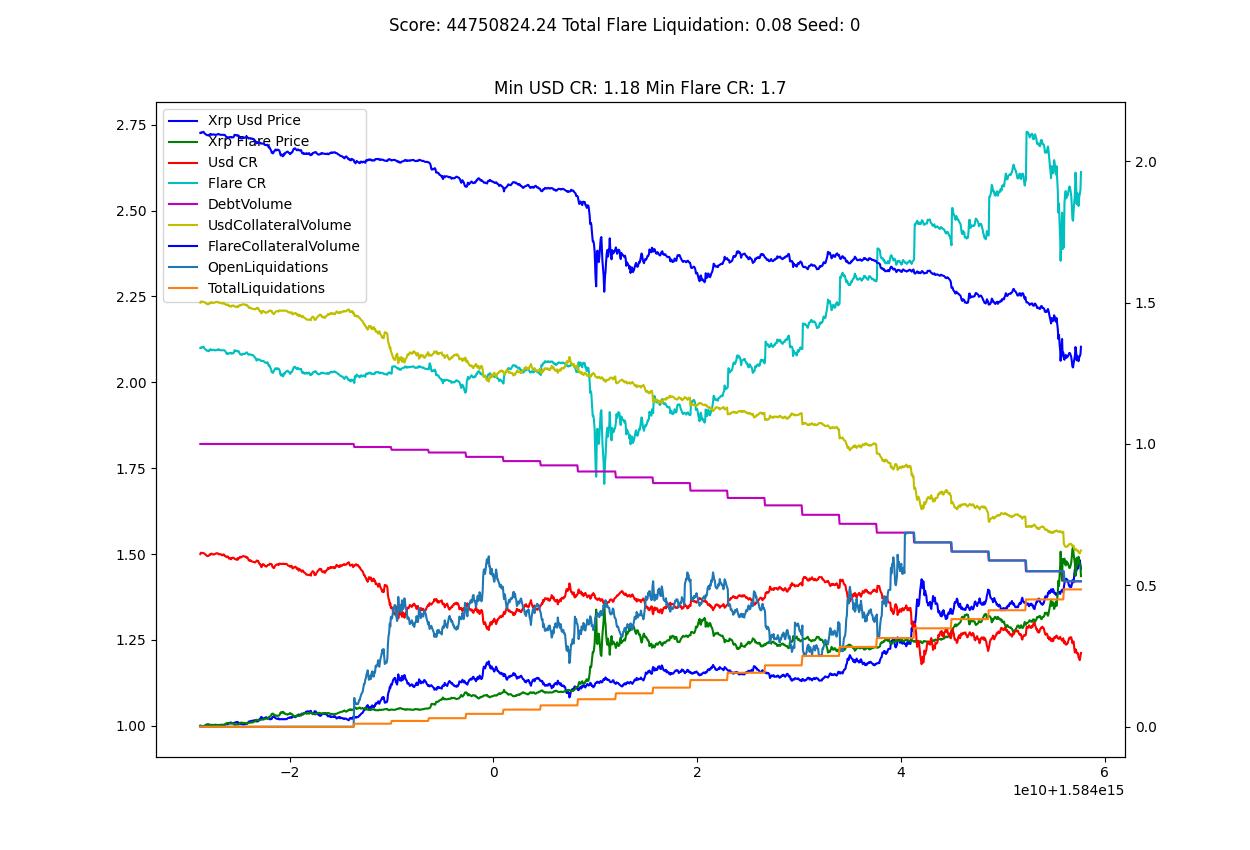 Score: 44750824.24 Total Flare Liquidation: 0.08 Seed: 0
Min USD CR: 1.18 Min Flare CR: 1.7
Xrp Usd Price
Xrp Flare Price
Usd CR
Flare CR
DebtVolume
UsdCollateralVolume
FlareCollateralVolume
OpenLiquidations
TotalLiquidations
2.75
2.50
2.25
2.00
1.75
1.50
1.25
1.00
2.0
1.5
1.0
0.5
0.0
−2 0 2 4 6
1e10+1.584e15